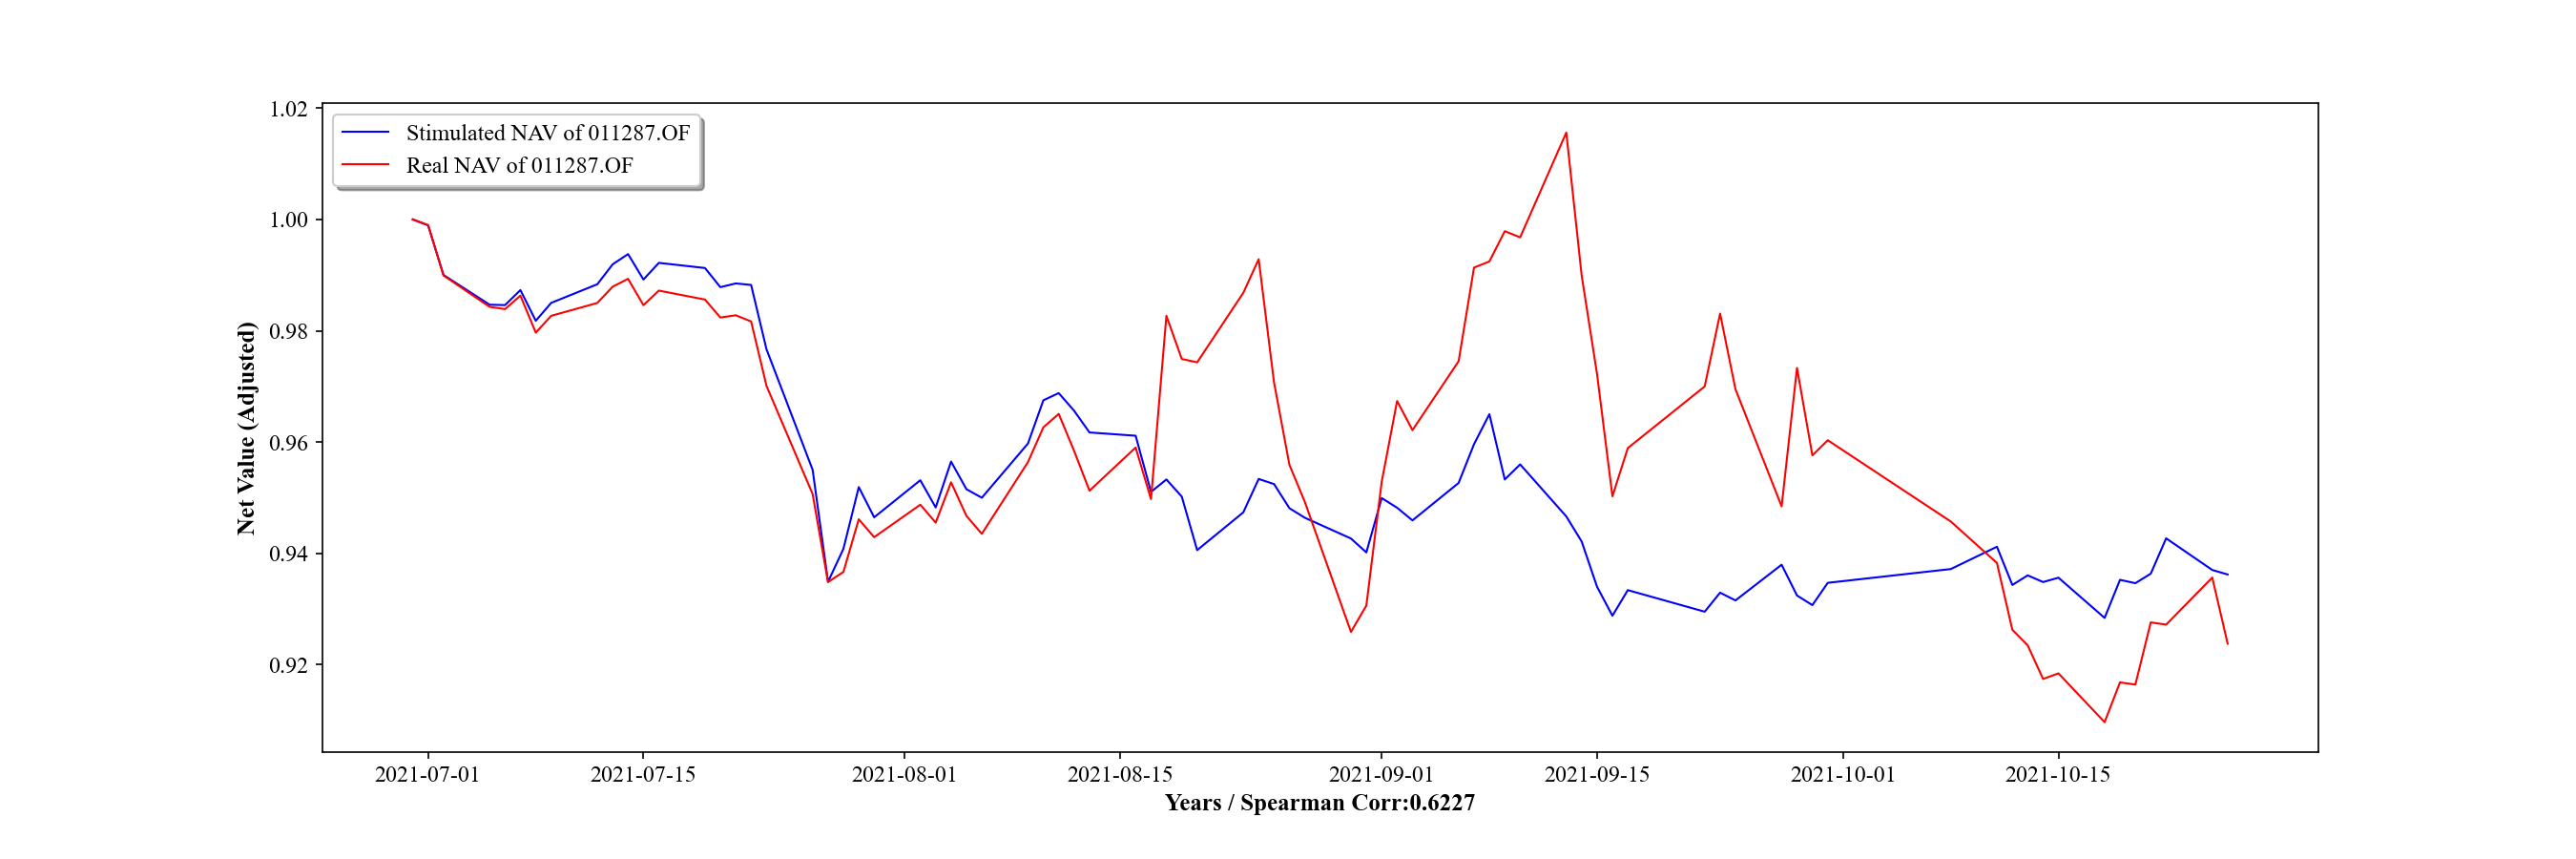 1.02
1.00
0.98
0.96
0.94
0.92
Net Value (Adjusted)
Stimulated NAV of 011287.OF
Real NAV of 011287.OF
2021-07-01 2021-07-15 2021-08-01 2021-08-15 2021-09-01 2021-09-15 2021-10-01 2021-10-15
Years / Spearman Corr:0.6227